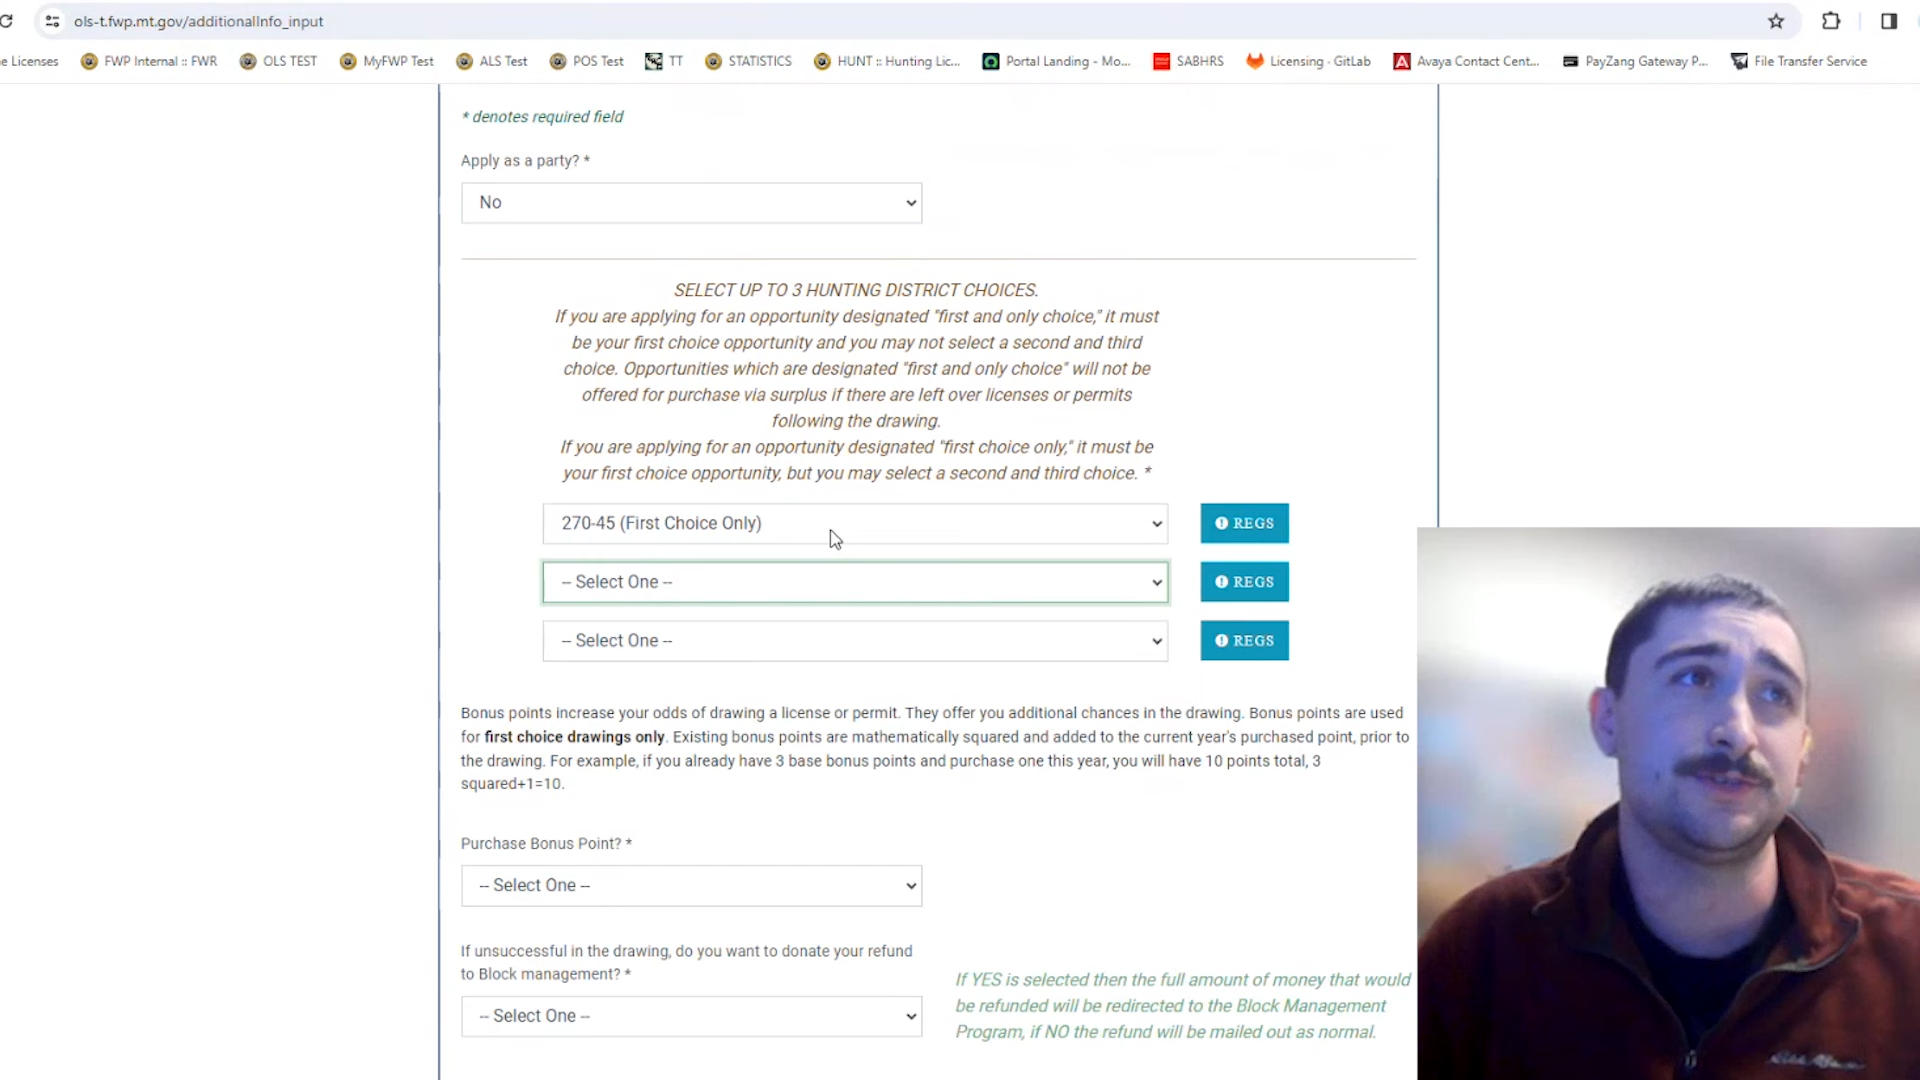 ols-t.fwp.mt.gov/additionalInfo_input
e Licenses FWP Internal :: FWR OLS TEST MyFWP Test ALS Test POS Test TT STATISTICS HUNT :: Hunting Lic... Portal Landing - Mo... SABHRS Licensing · GitLab Avaya Contact Cent... PayZang Gateway P... File Transfer Service
* denotes required field
Apply as a party? *
No
SELECT UP TO 3 HUNTING DISTRICT CHOICES.
If you are applying for an opportunity designated "first and only choice," it must
be your first choice opportunity and you may not select a second and third
choice. Opportunities which are designated "first and only choice" will not be
offered for purchase via surplus if there are left over licenses or permits
following the drawing.
If you are applying for an opportunity designated "first choice only," it must be
your first choice opportunity, but you may select a second and third choice. *
270-45 (First Choice Only) REGS
-- Select One -- REGS
-- Select One -- REGS
Bonus points increase your odds of drawing a license or permit. They offer you additional chances in the drawing. Bonus points are used
for first choice drawings only. Existing bonus points are mathematically squared and added to the current year's purchased point, prior to
the drawing. For example, if you already have 3 base bonus points and purchase one this year, you will have 10 points total, 3
squared+1=10.
Purchase Bonus Point? *
-- Select One --
If unsuccessful in the drawing, do you want to donate your refund
to Block management? *
-- Select One --
If YES is selected then the full amount of money that would
be refunded will be redirected to the Block Management
Program, if NO the refund will be mailed out as normal.